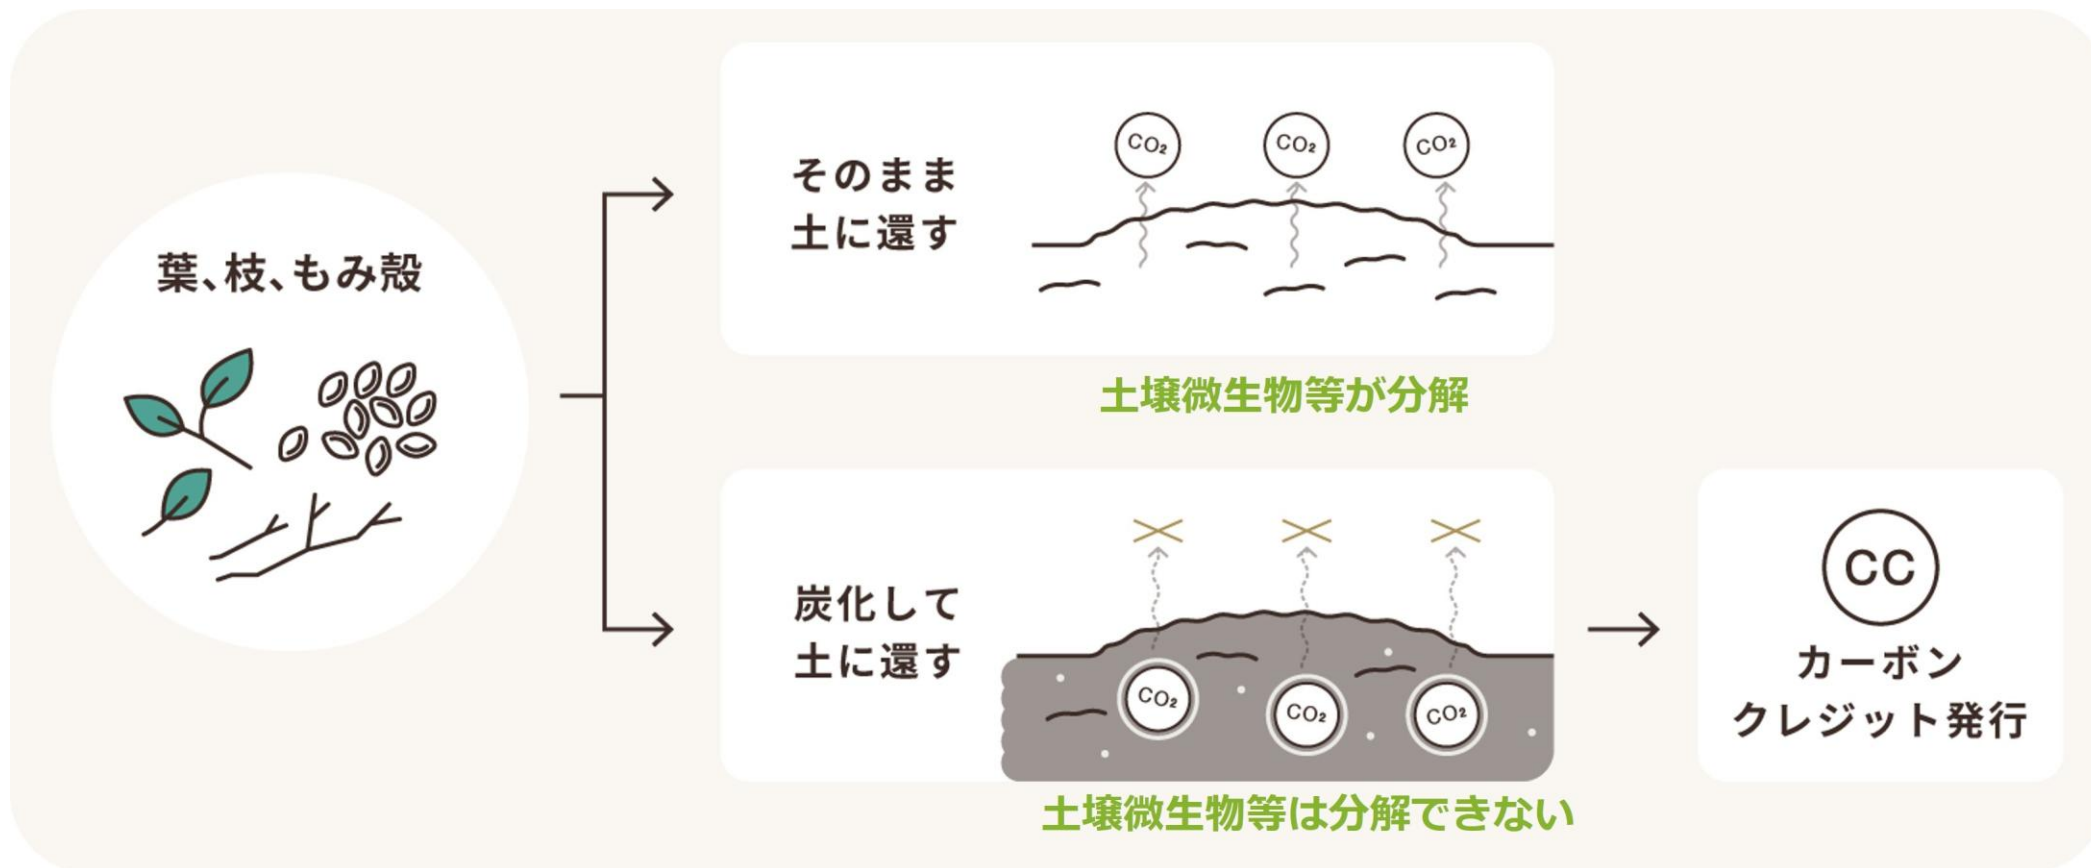 葉、枝、もみ殻
そのまま
土に還す
CO₂
CO₂
CO₂
土壌微生物等が分解
炭化して
土に還す
CO₂
CO₂
CO₂
土壌微生物等は分解できない
CC
カーボン
クレジット発行